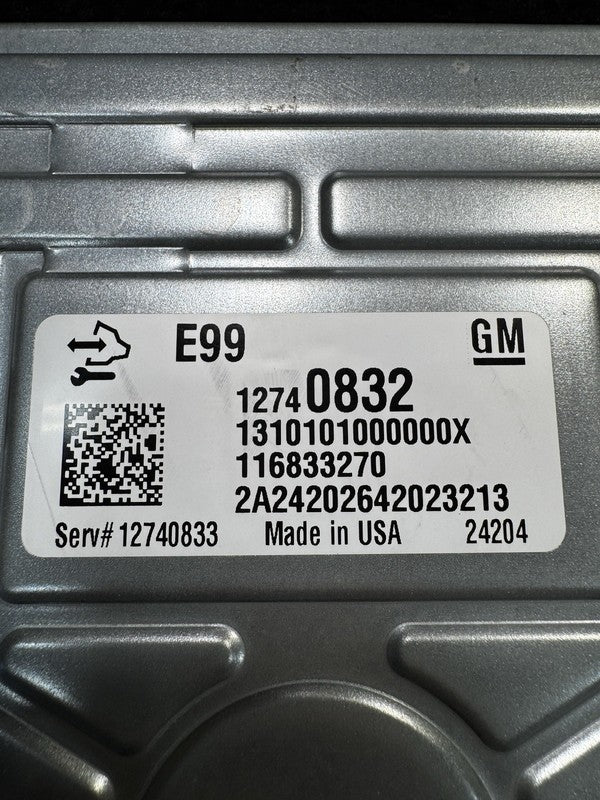 E99 GM
12740832
1310101000000X
116833270
2A24202642023213
Serv# 12740833 Made in USA 24204